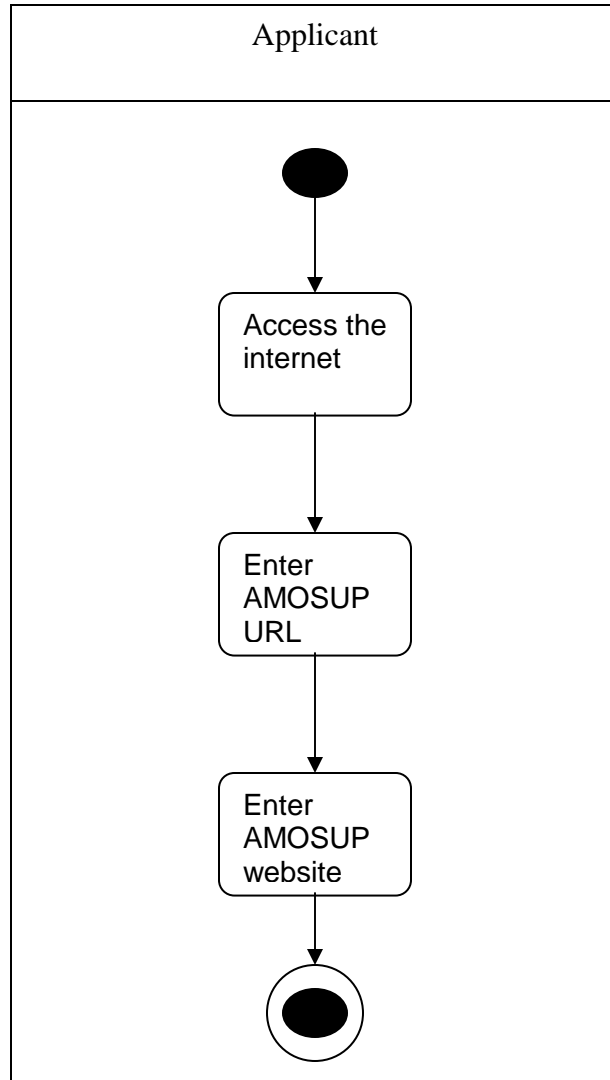 Applicant
Access the
internet
Enter
AMOSUP
URL
Enter
AMOSUP
website